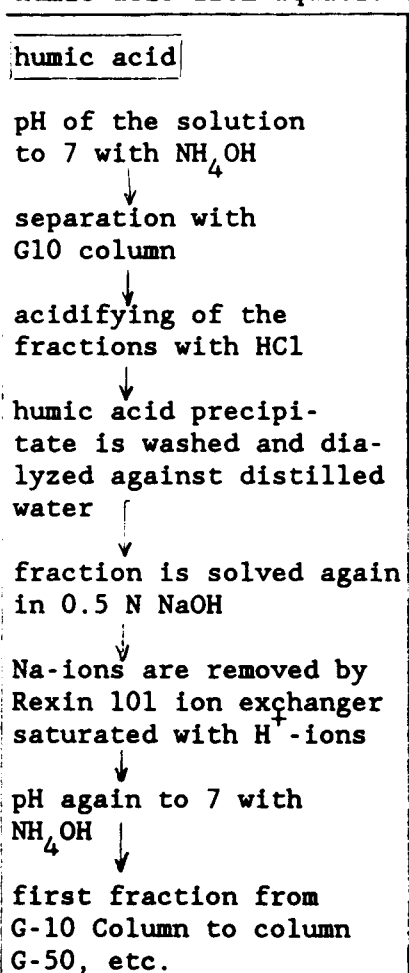 humic acid
pH of the solution
to 7 with NH4OH
separation with
G10 column
acidifying of the
fractions with HCl
humic acid precipi-
tate is washed and dia-
lyzed against distilled
water
fraction is solved again
in 0.5 N NaOH
Na-ions are removed by
Rexin 101 ion exchanger
saturated with H+-ions
pH again to 7 with
NH4OH
first fraction from
G-10 Column to column
G-50, etc.